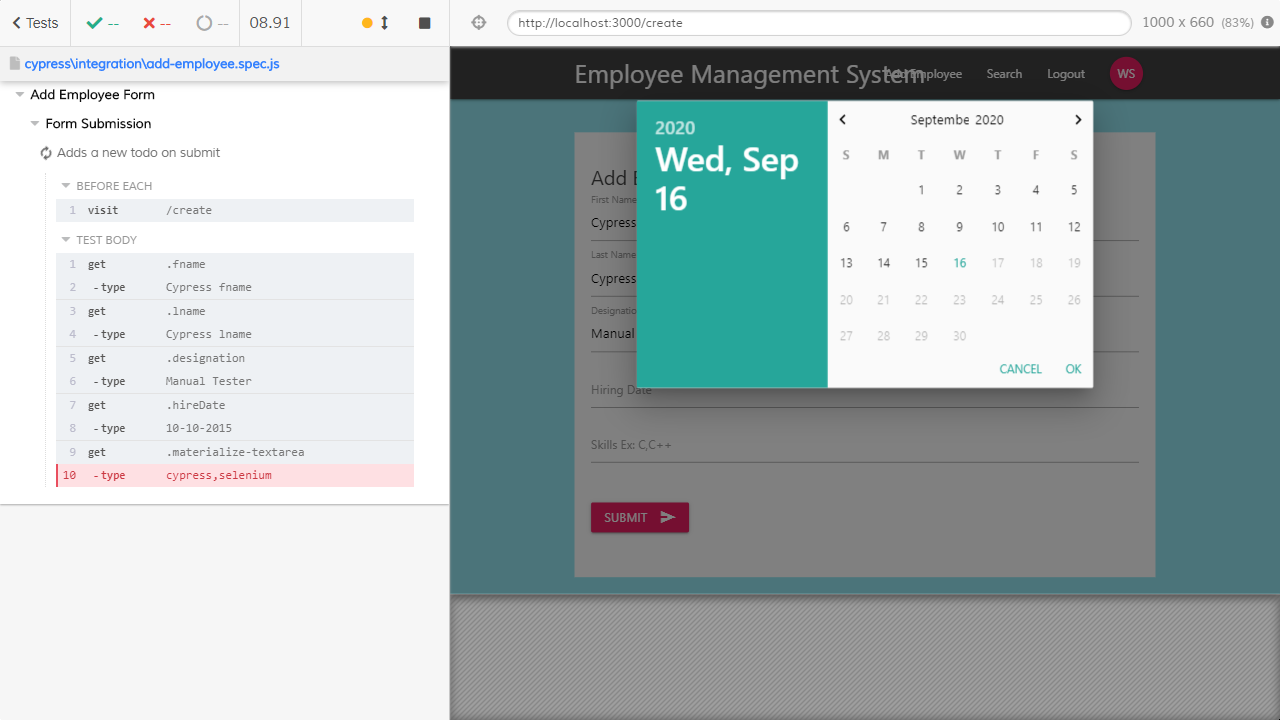 Tests -- -- -- 08.91
cypress\integration\add-employee.spec.js
Add Employee Form
Form Submission
Adds a new todo on submit
BEFORE EACH
1 visit /create
TEST BODY
1 get .fname
2 -type Cypress fname
3 get .lname
4 -type Cypress lname
5 get .designation
6 -type Manual Tester
7 get .hireDate
8 -type 10-10-2015
9 get .materialize-textarea
10 -type cypress,selenium
http://localhost:3000/create 1000 x 660 (83%)
Employee Management System Add Employee Search Logout WS
2020
Wed, Sep
16
Septembe 2020
S M T W T F S
1 2 3 4 5
6 7 8 9 10 11 12
13 14 15 16 17 18 19
20 21 22 23 24 25 26
27 28 29 30
CANCEL OK
Add E
First Name
Cypress
Last Name
Cypress
Designatio
Manual
Hiring Date
Skills Ex: C,C++
SUBMIT